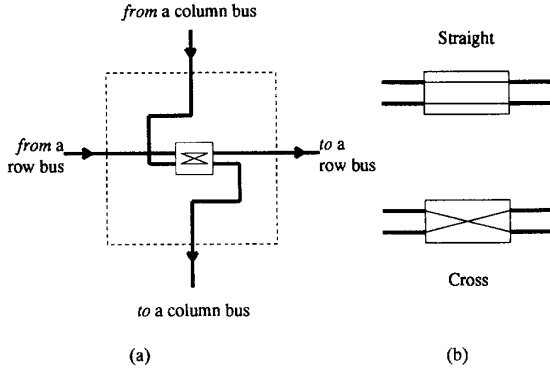 from a column bus
Straight
from a
row bus
to a
row bus
Cross
to a column bus
(a)
(b)